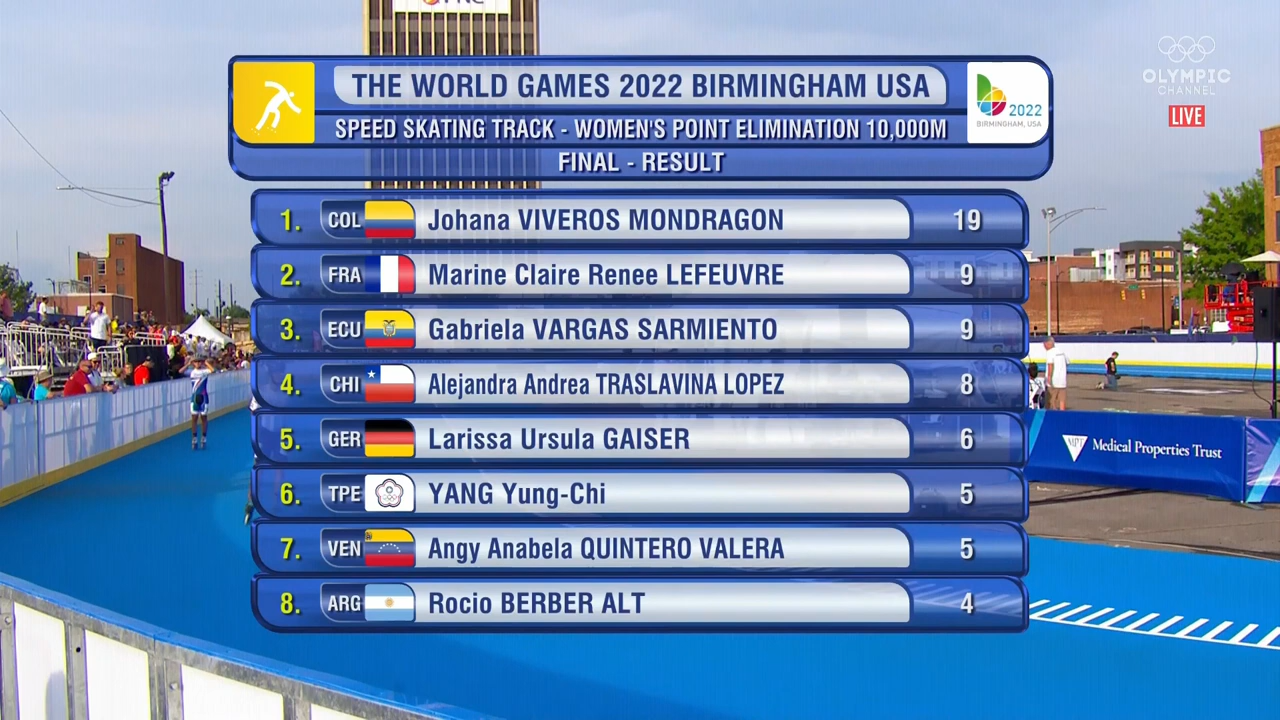 OLYMPIC
CHANNEL
LIVE
THE WORLD GAMES 2022 BIRMINGHAM USA
2022
BIRMINGHAM, USA
SPEED SKATING TRACK - WOMEN'S POINT ELIMINATION 10,000M
FINAL - RESULT
1. COL Johana VIVEROS MONDRAGON 19
2. FRA Marine Claire Renee LEFEUVRE 9
3. ECU Gabriela VARGAS SARMIENTO 9
4. CHI Alejandra Andrea TRASLAVINA LOPEZ 8
5. GER Larissa Ursula GAISER 6
6. TPE YANG Yung-Chi 5
7. VEN Angy Anabela QUINTERO VALERA 5
8. ARG Rocio BERBER ALT 4
MPT Medical Properties Trust